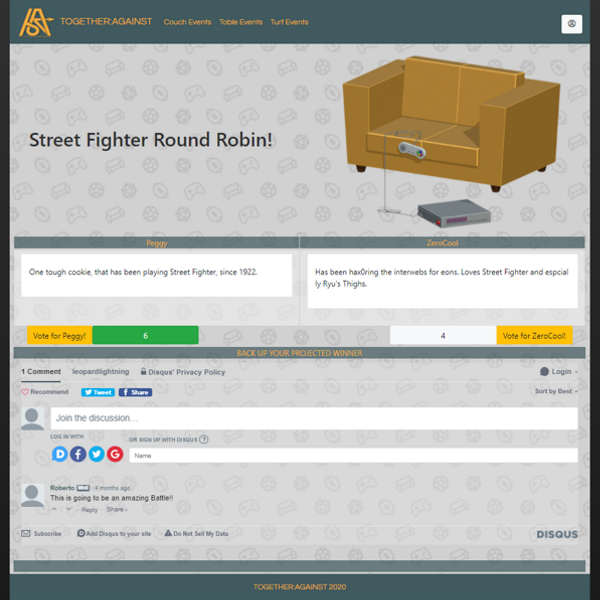 TOGETHER:AGAINST
Couch Events Table Events Turf Events
Street Fighter Round Robin!
Peggy ZeroCool
One tough cookie, that has been playing Street Fighter, since 1922.
Has been hax0ring the interwebs for eons. Loves Street Fighter and espcial
ly Ryu's Thighs.
Vote for Peggy! 6 4 Vote for ZeroCool!
BACK UP YOUR PROJECTED WINNER
1 Comment leopardlightning Disqus' Privacy Policy Login
Recommend Tweet Share Sort by Best
Join the discussion...
LOG IN WITH
OR SIGN UP WITH DISQUS ?
D f G
Name
Roberto • 4 months ago
This is going to be an amazing Battle!!
Reply Share ›
Subscribe Add Disqus to your site Do Not Sell My Data DISQUS
TOGETHER:AGAINST 2020